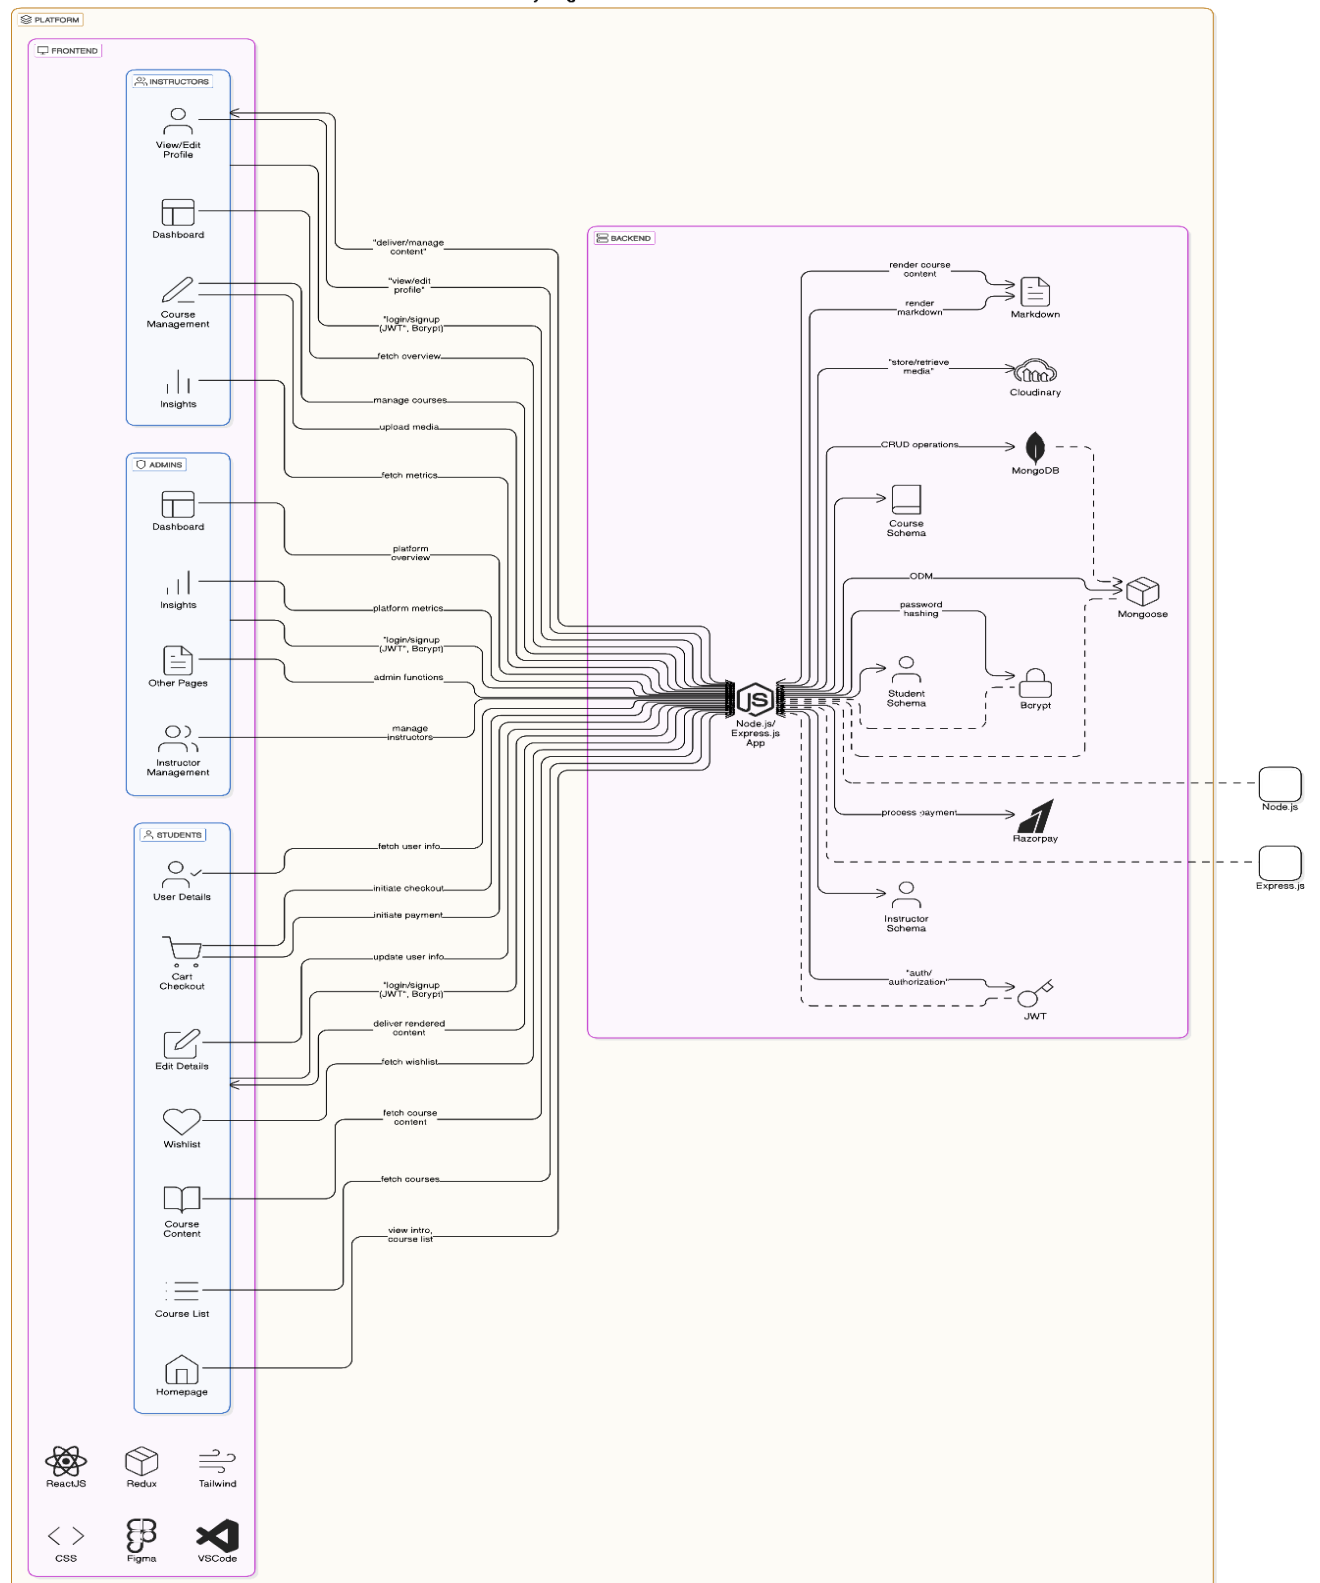 PLATFORM
FRONTEND
INSTRUCTORS
View/Edit
Profile
Dashboard
Course
Management
Insights
ADMINS
Dashboard
Insights
Other Pages
Instructor
Management
STUDENTS
User Details
Cart
Checkout
Edit Details
Wishlist
Course
Content
Course List
Homepage
ReactJS
Redux
Tailwind
CSS
Figma
VSCode
"deliver/manage
content"
"view/edit
profile"
"login/signup
(JWT", Bcrypt)
fetch overview
manage courses
upload media
fetch metrics
platform
overview
platform metrics
"login/signup
(JWT", Bcrypt)
admin functions
manage
instructors
fetch user info
initiate checkout
initiate payment
update user info
"login/signup
(JWT", Bcrypt)
deliver rendered
content
fetch wishlist
fetch course
content
fetch courses
view intro,
course list
BACKEND
Node.js/
Express.js
App
render course
content
render
markdown
Markdown
"store/retrieve
media"
Cloudinary
CRUD operations
MongoDB
Course
Schema
ODM
Mongoose
password
hashing
Student
Schema
Bcrypt
process payment
Razorpay
Instructor
Schema
"auth/
authorization"
JWT
Node.js
Express.js